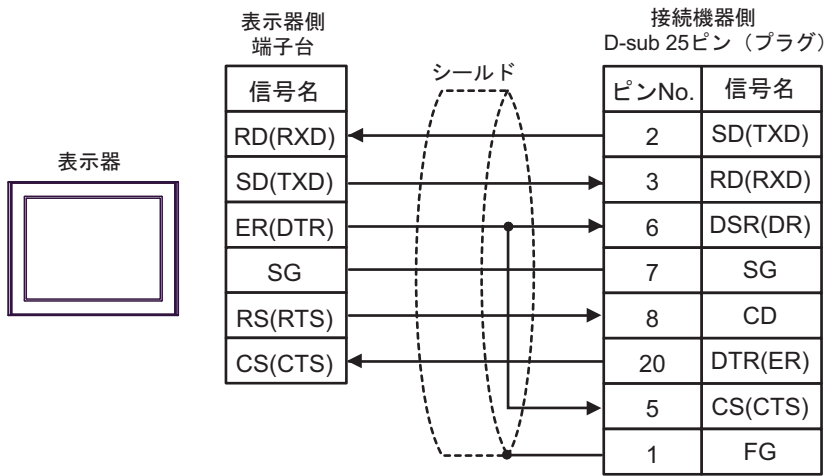 表示器側
端子台
接続機器側
D-sub 25ピン（プラグ）
シールド
表示器
信号名
RD(RXD)
SD(TXD)
ER(DTR)
SG
RS(RTS)
CS(CTS)
ピンNo. 信号名
2 SD(TXD)
3 RD(RXD)
6 DSR(DR)
7 SG
8 CD
20 DTR(ER)
5 CS(CTS)
1 FG